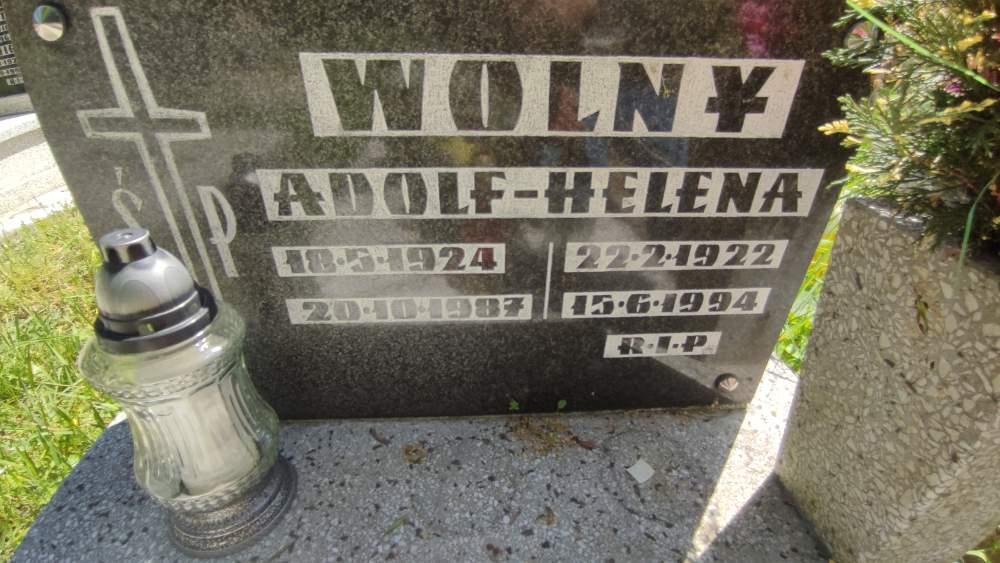 WOLNY
Ś P
ADOLF-HELENA
18·5·1924 22·2·1922
20·10·1987 15·6·1994
R·I·P·